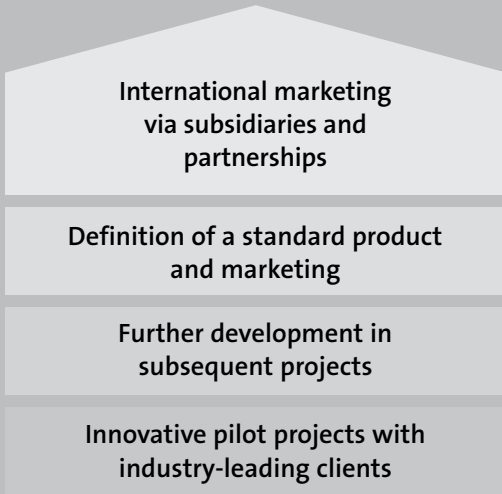 International marketing
via subsidiaries and
partnerships
Definition of a standard product
and marketing
Further development in
subsequent projects
Innovative pilot projects with
industry-leading clients